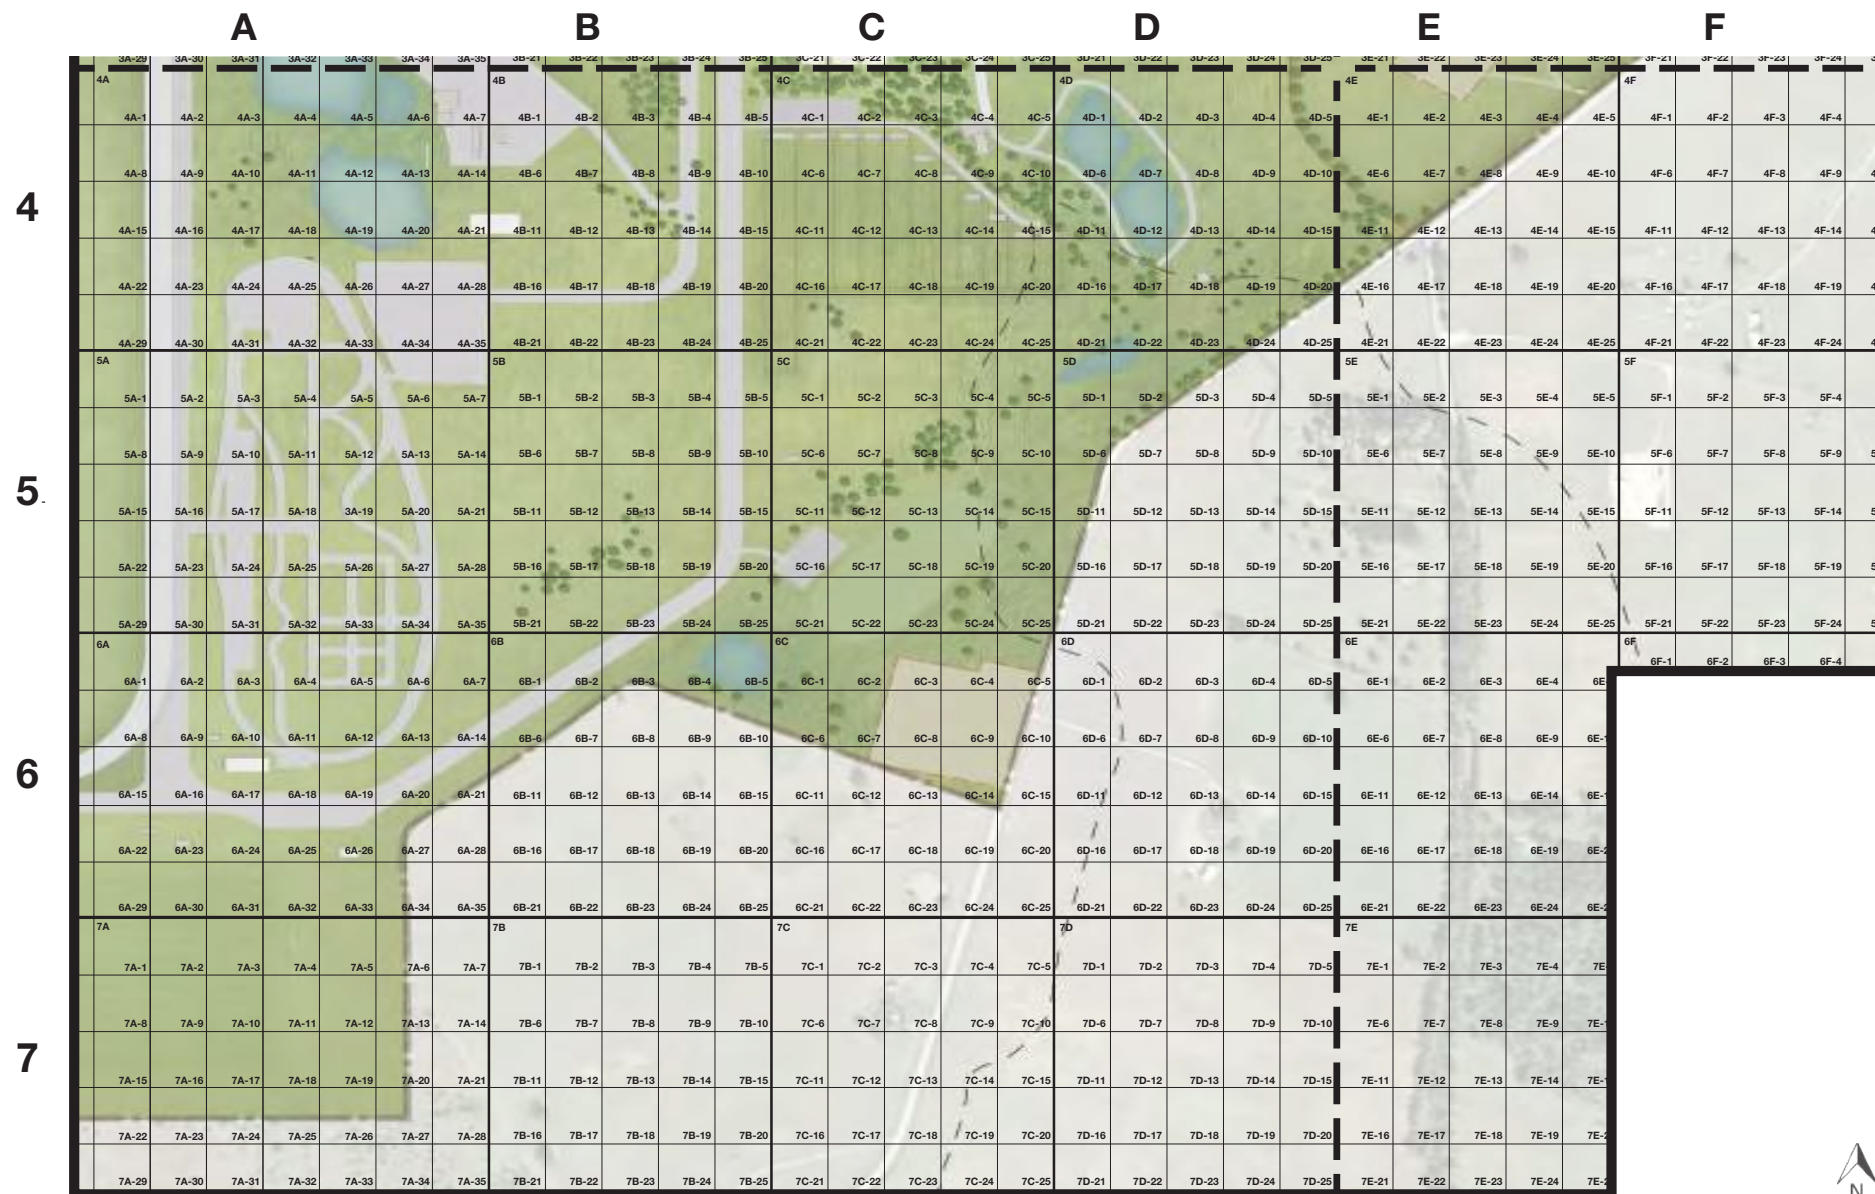 A B C D E F
3A-29 3A-30 3A-31 3A-32 3A-33 3A-34 3A-35 3B-21 3B-22 3B-23 3B-24 3B-25 3C-21 3C-22 3C-23 3C-24 3C-25 3D-21 3D-22 3D-23 3D-24 3D-25 3E-21 3E-22 3E-23 3E-24 3E-25 3F-21 3F-22 3F-23 3F-24
4A 4B 4C 4D 4E 4F
4A-1 4A-2 4A-3 4A-4 4A-5 4A-6 4A-7 4B-1 4B-2 4B-3 4B-4 4B-5 4C-1 4C-2 4C-3 4C-4 4C-5 4D-1 4D-2 4D-3 4D-4 4D-5 4E-1 4E-2 4E-3 4E-4 4E-5 4F-1 4F-2 4F-3 4F-4
4A-8 4A-9 4A-10 4A-11 4A-12 4A-13 4A-14 4B-6 4B-7 4B-8 4B-9 4B-10 4C-6 4C-7 4C-8 4C-9 4C-10 4D-6 4D-7 4D-8 4D-9 4D-10 4E-6 4E-7 4E-8 4E-9 4E-10 4F-6 4F-7 4F-8 4F-9 4
4
4A-15 4A-16 4A-17 4A-18 4A-19 4A-20 4A-21 4B-11 4B-12 4B-13 4B-14 4B-15 4C-11 4C-12 4C-13 4C-14 4C-15 4D-11 4D-12 4D-13 4D-14 4D-15 4E-11 4E-12 4E-13 4E-14 4E-15 4F-11 4F-12 4F-13 4F-14 4
4A-22 4A-23 4A-24 4A-25 4A-26 4A-27 4A-28 4B-16 4B-17 4B-18 4B-19 4B-20 4C-16 4C-17 4C-18 4C-19 4C-20 4D-16 4D-17 4D-18 4D-19 4D-20 4E-16 4E-17 4E-18 4E-19 4E-20 4F-16 4F-17 4F-18 4F-19 4
4A-29 4A-30 4A-31 4A-32 4A-33 4A-34 4A-35 4B-21 4B-22 4B-23 4B-24 4B-25 4C-21 4C-22 4C-23 4C-24 4C-25 4D-21 4D-22 4D-23 4D-24 4D-25 4E-21 4E-22 4E-23 4E-24 4E-25 4F-21 4F-22 4F-23 4F-24 4
5A 5B 5C 5D 5E 5F
5A-1 5A-2 5A-3 5A-4 5A-5 5A-6 5A-7 5B-1 5B-2 5B-3 5B-4 5B-5 5C-1 5C-2 5C-3 5C-4 5C-5 5D-1 5D-2 5D-3 5D-4 5D-5 5E-1 5E-2 5E-3 5E-4 5E-5 5F-1 5F-2 5F-3 5F-4
5A-8 5A-9 5A-10 5A-11 5A-12 5A-13 5A-14 5B-6 5B-7 5B-8 5B-9 5B-10 5C-6 5C-7 5C-8 5C-9 5C-10 5D-6 5D-7 5D-8 5D-9 5D-10 5E-6 5E-7 5E-8 5E-9 5E-10 5F-6 5F-7 5F-8 5F-9 5
5
5A-15 5A-16 5A-17 5A-18 3A-19 5A-20 5A-21 5B-11 5B-12 5B-13 5B-14 5B-15 5C-11 5C-12 5C-13 5C-14 5C-15 5D-11 5D-12 5D-13 5D-14 5D-15 5E-11 5E-12 5E-13 5E-14 5E-15 5F-11 5F-12 5F-13 5F-14 5
5A-22 5A-23 5A-24 5A-25 5A-26 5A-27 5A-28 5B-16 5B-17 5B-18 5B-19 5B-20 5C-16 5C-17 5C-18 5C-19 5C-20 5D-16 5D-17 5D-18 5D-19 5D-20 5E-16 5E-17 5E-18 5E-19 5E-20 5F-16 5F-17 5F-18 5F-19 5
5A-29 5A-30 5A-31 5A-32 5A-33 5A-34 5A-35 5B-21 5B-22 5B-23 5B-24 5B-25 5C-21 5C-22 5C-23 5C-24 5C-25 5D-21 5D-22 5D-23 5D-24 5D-25 5E-21 5E-22 5E-23 5E-24 5E-25 5F-21 5F-22 5F-23 5F-24 5
6A 6B 6C 6D 6E 6F
6F-1 6F-2 6F-3 6F-4
6A-1 6A-2 6A-3 6A-4 6A-5 6A-6 6A-7 6B-1 6B-2 6B-3 6B-4 6B-5 6C-1 6C-2 6C-3 6C-4 6C-5 6D-1 6D-2 6D-3 6D-4 6D-5 6E-1 6E-2 6E-3 6E-4 6E-
6A-8 6A-9 6A-10 6A-11 6A-12 6A-13 6A-14 6B-6 6B-7 6B-8 6B-9 6B-10 6C-6 6C-7 6C-8 6C-9 6C-10 6D-6 6D-7 6D-8 6D-9 6D-10 6E-6 6E-7 6E-8 6E-9 6E-1
6
6A-15 6A-16 6A-17 6A-18 6A-19 6A-20 6A-21 6B-11 6B-12 6B-13 6B-14 6B-15 6C-11 6C-12 6C-13 6C-14 6C-15 6D-11 6D-12 6D-13 6D-14 6D-15 6E-11 6E-12 6E-13 6E-14 6E-1
6A-22 6A-23 6A-24 6A-25 6A-26 6A-27 6A-28 6B-16 6B-17 6B-18 6B-19 6B-20 6C-16 6C-17 6C-18 6C-19 6C-20 6D-16 6D-17 6D-18 6D-19 6D-20 6E-16 6E-17 6E-18 6E-19 6E-2
6A-29 6A-30 6A-31 6A-32 6A-33 6A-34 6A-35 6B-21 6B-22 6B-23 6B-24 6B-25 6C-21 6C-22 6C-23 6C-24 6C-25 6D-21 6D-22 6D-23 6D-24 6D-25 6E-21 6E-22 6E-23 6E-24 6E-2
7A 7B 7C 7D 7E
7A-1 7A-2 7A-3 7A-4 7A-5 7A-6 7A-7 7B-1 7B-2 7B-3 7B-4 7B-5 7C-1 7C-2 7C-3 7C-4 7C-5 7D-1 7D-2 7D-3 7D-4 7D-5 7E-1 7E-2 7E-3 7E-4 7E
7A-8 7A-9 7A-10 7A-11 7A-12 7A-13 7A-14 7B-6 7B-7 7B-8 7B-9 7B-10 7C-6 7C-7 7C-8 7C-9 7C-10 7D-6 7D-7 7D-8 7D-9 7D-10 7E-6 7E-7 7E-8 7E-9 7E-1
7
7A-15 7A-16 7A-17 7A-18 7A-19 7A-20 7A-21 7B-11 7B-12 7B-13 7B-14 7B-15 7C-11 7C-12 7C-13 7C-14 7C-15 7D-11 7D-12 7D-13 7D-14 7D-15 7E-11 7E-12 7E-13 7E-14 7E-1
7A-22 7A-23 7A-24 7A-25 7A-26 7A-27 7A-28 7B-16 7B-17 7B-18 7B-19 7B-20 7C-16 7C-17 7C-18 7C-19 7C-20 7D-16 7D-17 7D-18 7D-19 7D-20 7E-16 7E-17 7E-18 7E-19 7E-2
7A-29 7A-30 7A-31 7A-32 7A-33 7A-34 7A-35 7B-21 7B-22 7B-23 7B-24 7B-25 7C-21 7C-22 7C-23 7C-24 7C-25 7D-21 7D-22 7D-23 7D-24 7D-25 7E-21 7E-22 7E-23 7E-24 7E-2
N